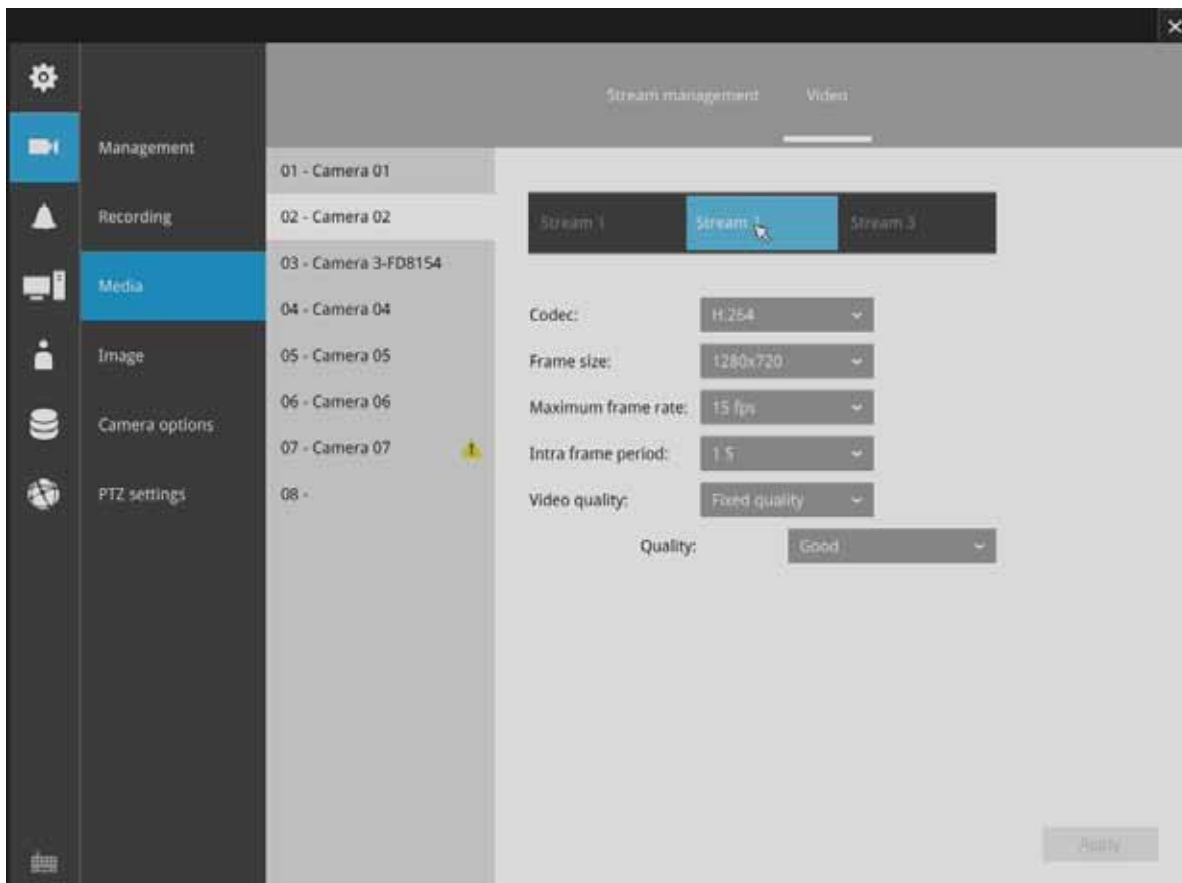 Stream management Video
Management
Recording
Media
Image
Camera options
PTZ settings
01 - Camera 01
02 - Camera 02
03 - Camera 3-FD8154
04 - Camera 04
05 - Camera 05
06 - Camera 06
07 - Camera 07
08 -
Stream 1 Stream Stream 3
Codec: H.264
Frame size: 1280x720
Maximum frame rate: 15 fps
Intra frame period: 1 S
Video quality: Fixed quality
Quality: Good
Apply